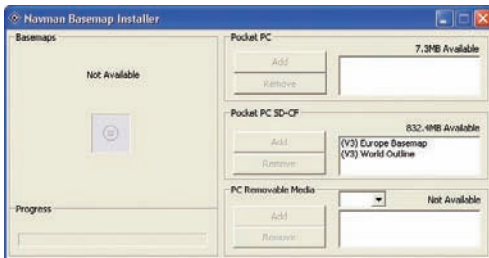 Navman Basemap Installer
Basemaps
Not Available
Progress
Pocket PC
7.3MB Available
Add
Remove
Pocket PC SD-CF
832.4MB Available
Add
Remove
(V3) Europe Basemap
(V3) World Outline
PC Removable Media
Not Available
Add
Remove